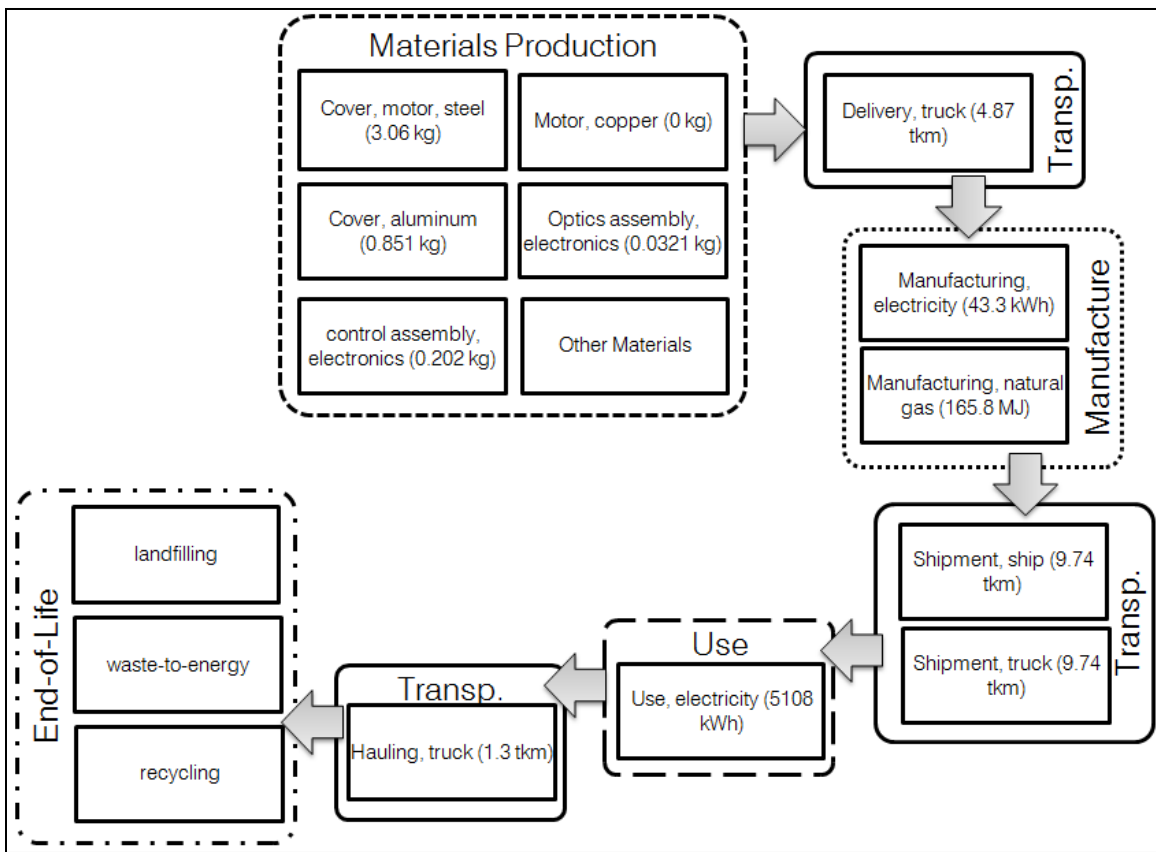 Materials Production
Cover, motor, steel
(3.06 kg)
Motor, copper (0 kg)
Cover, aluminum
(0.851 kg)
Optics assembly,
electronics (0.0321 kg)
control assembly,
electronics (0.202 kg)
Other Materials
Delivery, truck (4.87
tkm)
Transp.
Manufacturing,
electricity (43.3 kWh)
Manufacturing, natural
gas (165.8 MJ)
Manufacture
Shipment, ship (9.74
tkm)
Shipment, truck (9.74
tkm)
Transp.
Use
Use, electricity (5108
kWh)
Transp.
Hauling, truck (1.3 tkm)
End-of-Life
landfilling
waste-to-energy
recycling